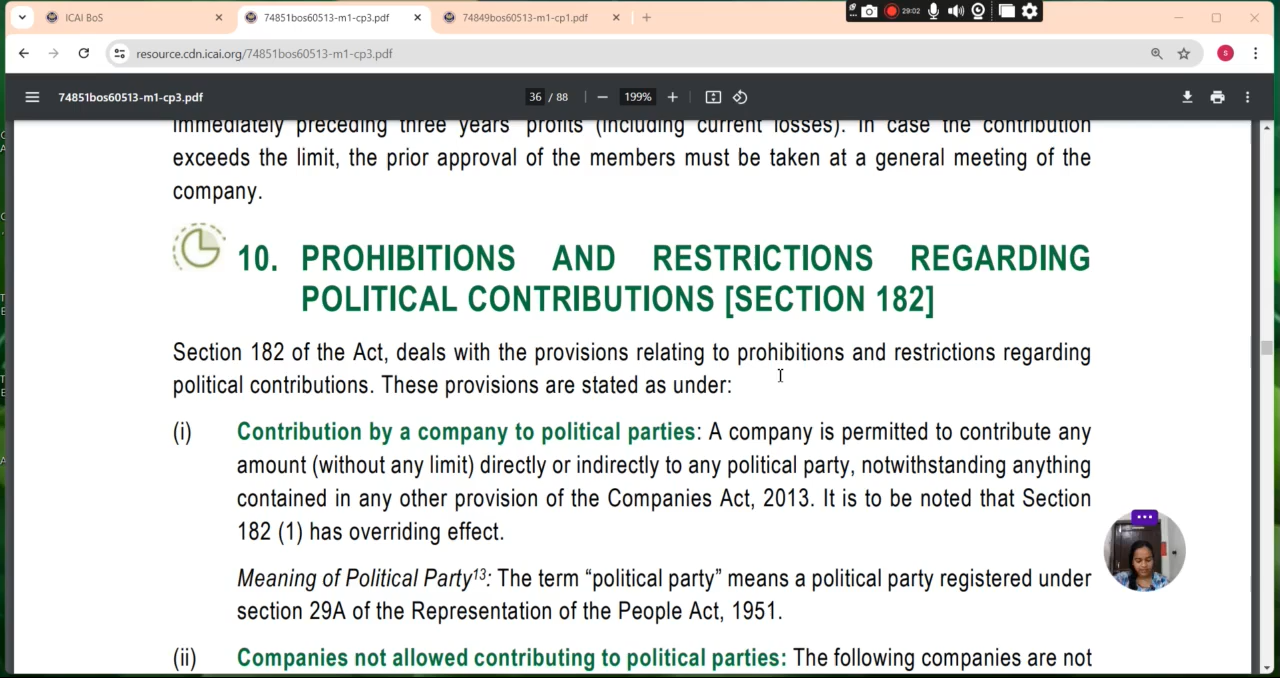 ICAI BoS
74851bos60513-m1-cp3.pdf
74849bos60513-m1-cp1.pdf
29:02
resource.cdn.icai.org/74851bos60513-m1-cp3.pdf
S
74851bos60513-m1-cp3.pdf
36 / 88
199%
immediately preceding three years' profits (including current losses). In case the contribution
exceeds the limit, the prior approval of the members must be taken at a general meeting of the
company.
10. PROHIBITIONS AND RESTRICTIONS REGARDING
POLITICAL CONTRIBUTIONS [SECTION 182]
Section 182 of the Act, deals with the provisions relating to prohibitions and restrictions regarding
political contributions. These provisions are stated as under:
(i) Contribution by a company to political parties: A company is permitted to contribute any
amount (without any limit) directly or indirectly to any political party, notwithstanding anything
contained in any other provision of the Companies Act, 2013. It is to be noted that Section
182 (1) has overriding effect.
Meaning of Political Party13: The term “political party” means a political party registered under
section 29A of the Representation of the People Act, 1951.
(ii) Companies not allowed contributing to political parties: The following companies are not